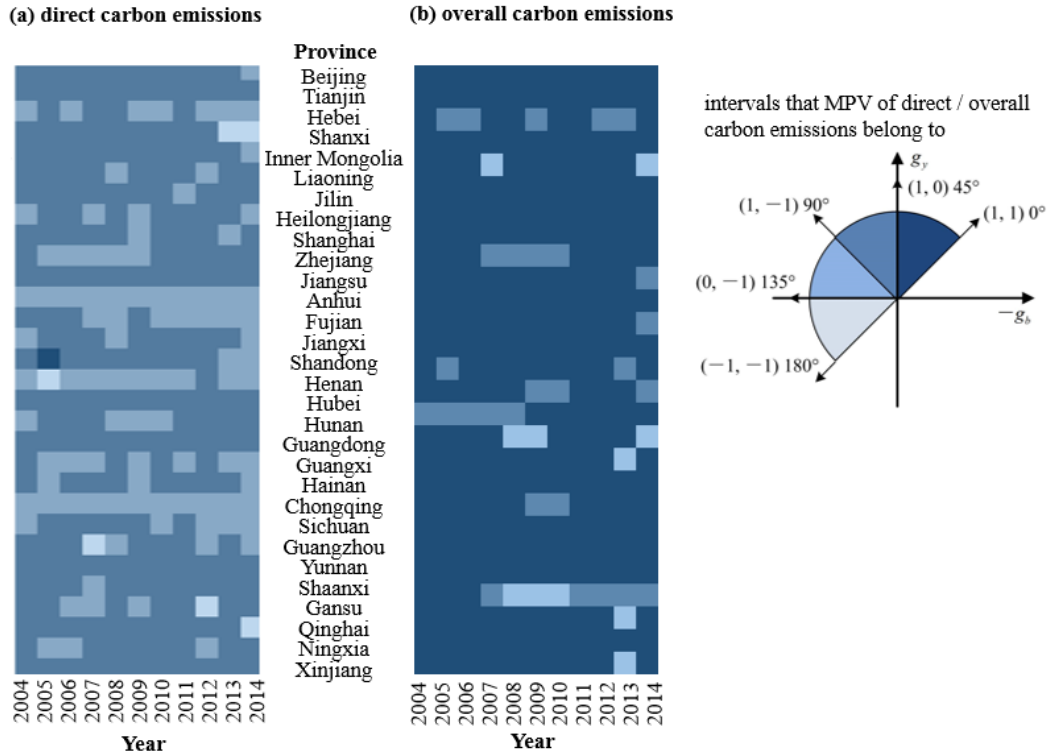 (a) direct carbon emissions
(b) overall carbon emissions
Province
Beijing
Tianjin
Hebei
Shanxi
Inner Mongolia
Liaoning
Jilin
Heilongjiang
Shanghai
Zhejiang
Jiangsu
Anhui
Fujian
Jiangxi
Shandong
Henan
Hubei
Hunan
Guangdong
Guangxi
Hainan
Chongqing
Sichuan
Guangzhou
Yunnan
Shaanxi
Gansu
Qinghai
Ningxia
Xinjiang
2004 2005 2006 2007 2008 2009 2010 2011 2012 2013 2014
Year
2004 2005 2006 2007 2008 2009 2010 2011 2012 2013 2014
Year
intervals that MPV of direct / overall
carbon emissions belong to
g_y
(1, 0) 45°
(1, −1) 90°
(1, 1) 0°
(0, −1) 135°
−g_b
(−1, −1) 180°